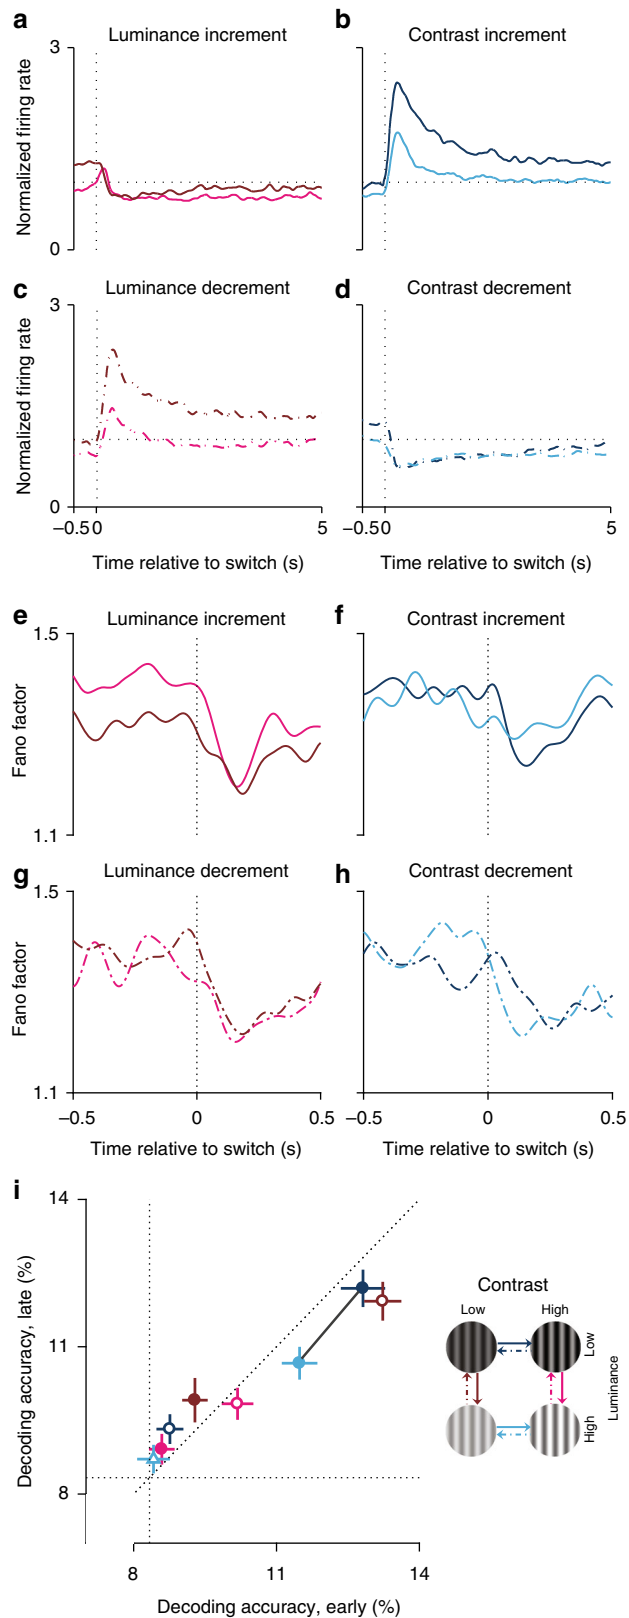 a
Luminance increment
b
Contrast increment
3
Normalized firing rate
0
c
Luminance decrement
d
Contrast decrement
3
Normalized firing rate
0
–0.5 0 5
–0.5 0 5
Time relative to switch (s)
Time relative to switch (s)
e
Luminance increment
f
Contrast increment
1.5
Fano factor
1.1
g
Luminance decrement
h
Contrast decrement
1.5
Fano factor
1.1
–0.5 0 0.5
–0.5 0 0.5
Time relative to switch (s)
Time relative to switch (s)
i
14
Decoding accuracy, late (%)
11
8
8 11 14
Decoding accuracy, early (%)
Contrast
Low High
Low
High
Luminance